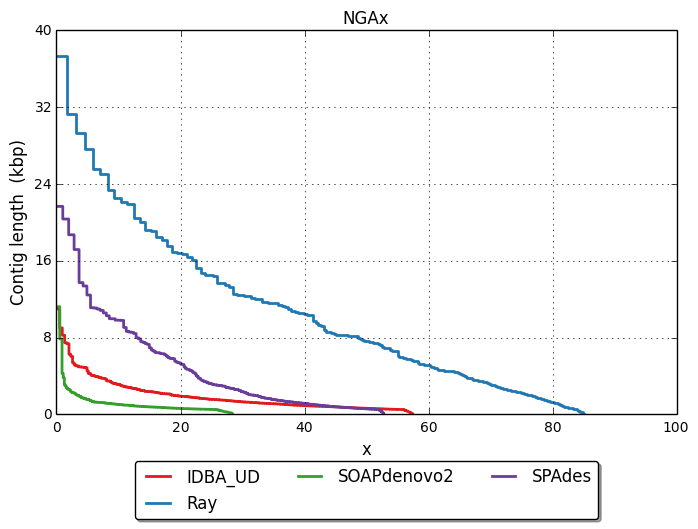 NGAx
40
32
24
16
8
0
Contig length (kbp)
0 20 40 60 80 100
x
IDBA_UD SOAPdenovo2 SPAdes
Ray